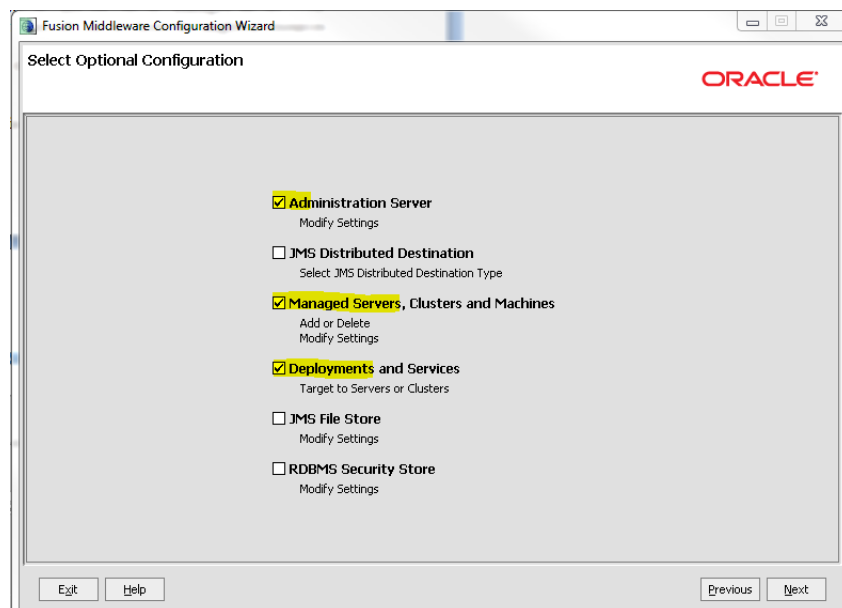 Fusion Middleware Configuration Wizard
Select Optional Configuration
ORACLE
Administration Server
Modify Settings
JMS Distributed Destination
Select JMS Distributed Destination Type
Managed Servers, Clusters and Machines
Add or Delete
Modify Settings
Deployments and Services
Target to Servers or Clusters
JMS File Store
Modify Settings
RDBMS Security Store
Modify Settings
Exit Help Previous Next